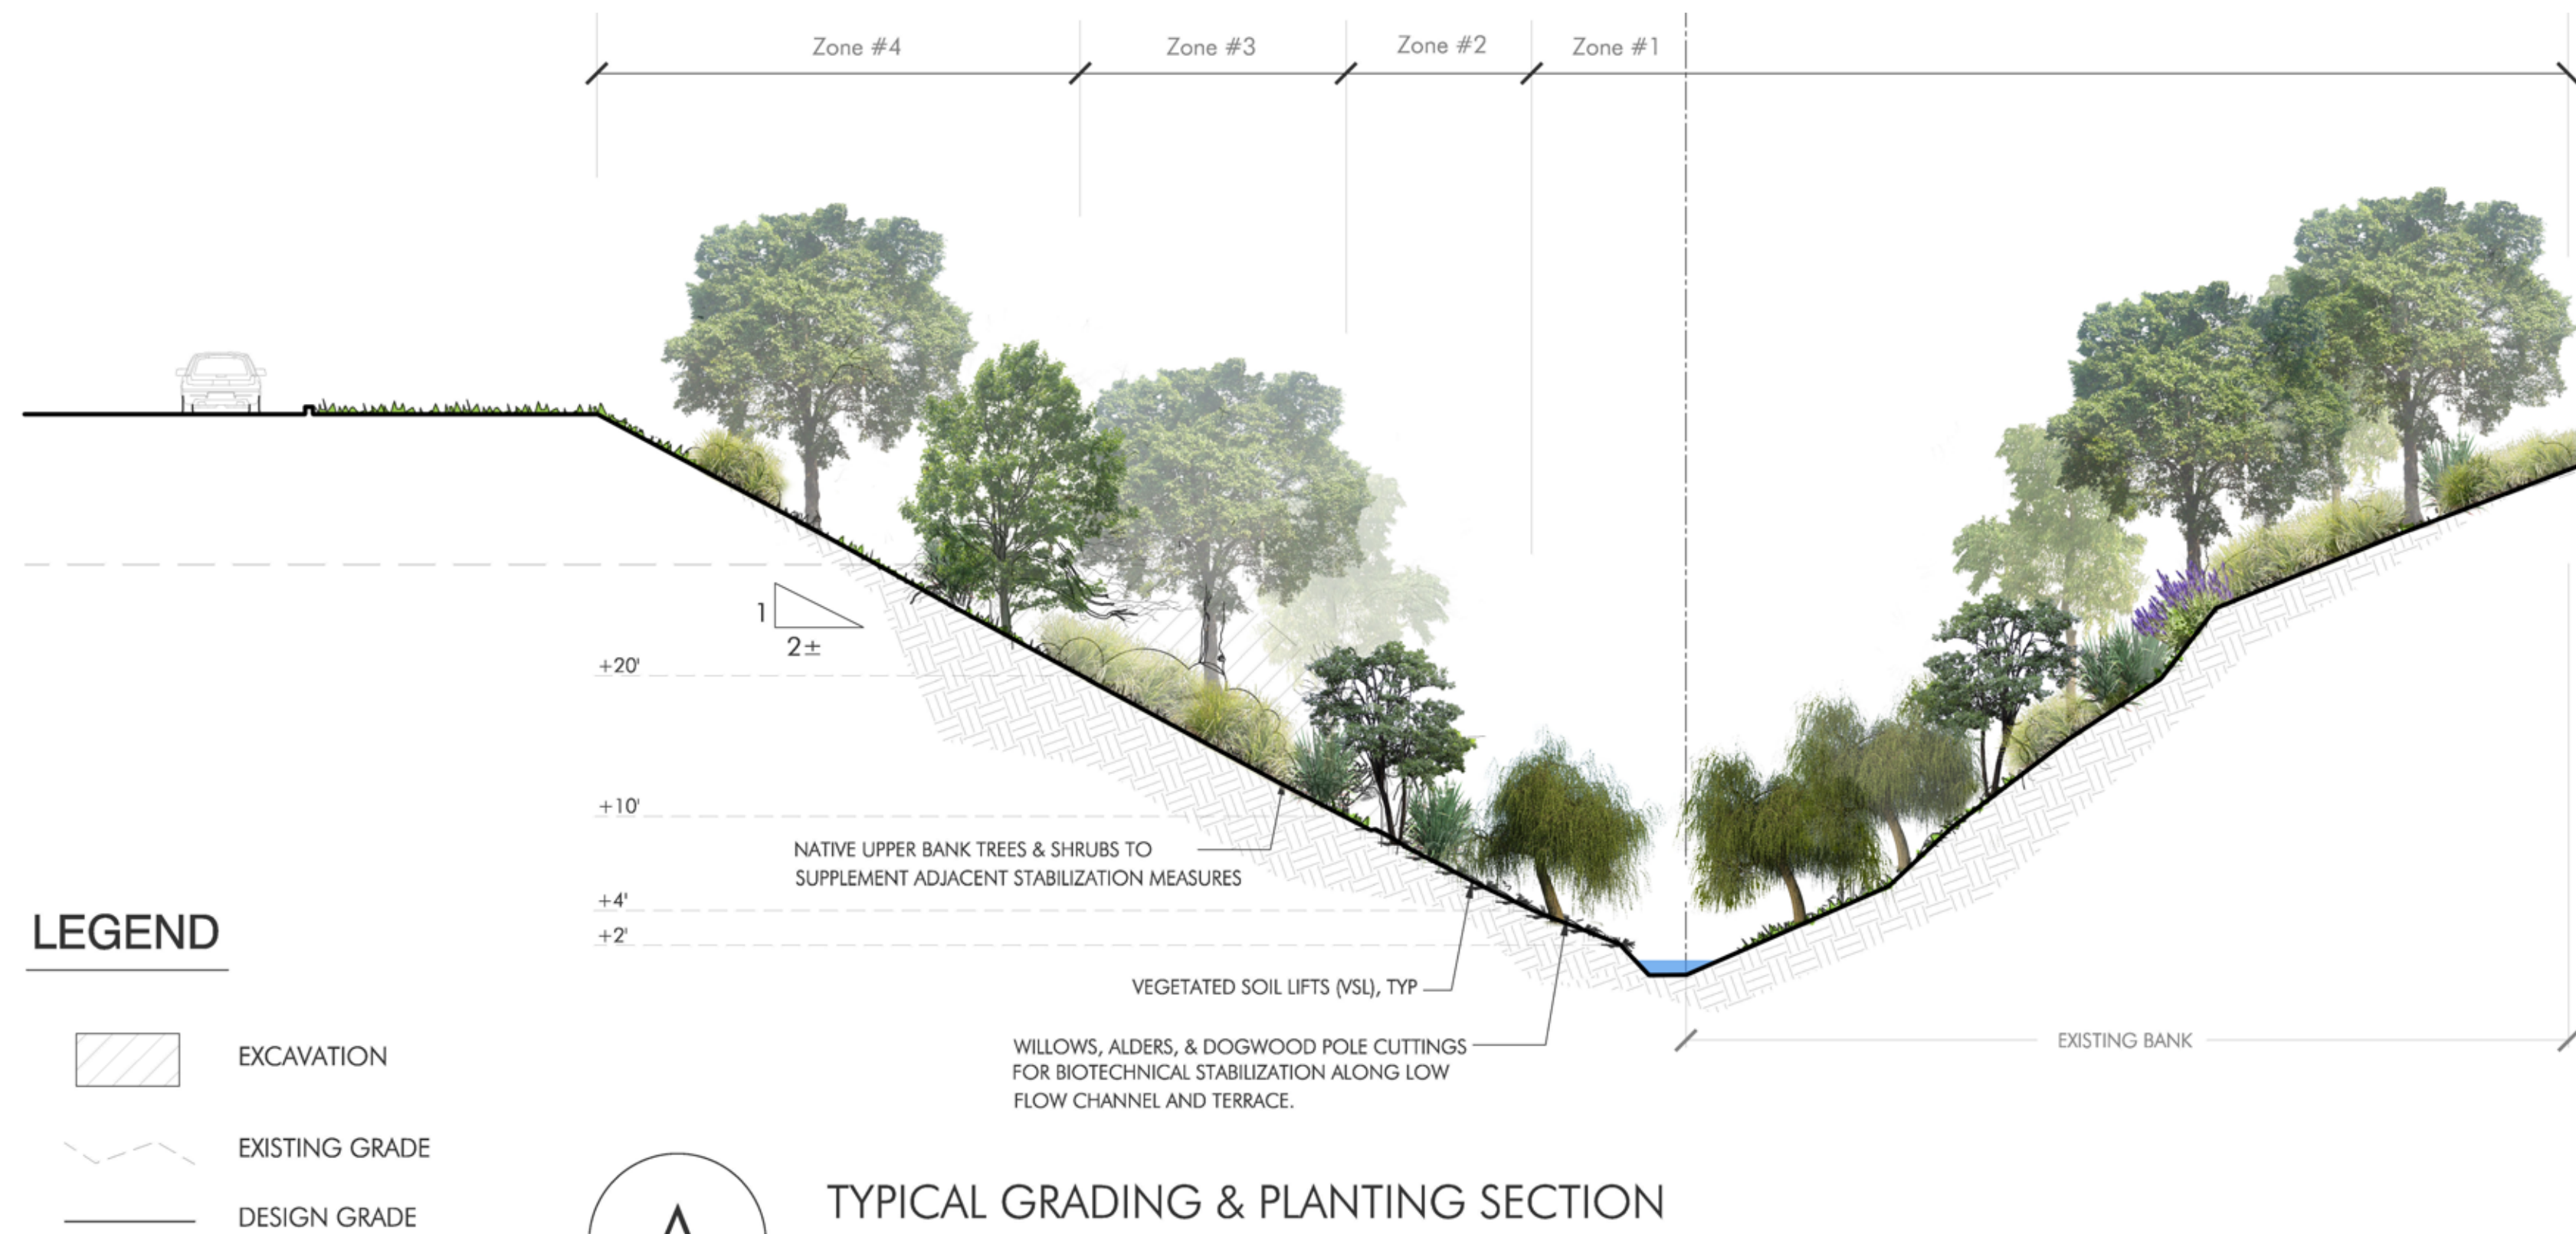 Zone #4
Zone #3
Zone #2
Zone #1
1
2±
+20'
+10'
NATIVE UPPER BANK TREES & SHRUBS TO
SUPPLEMENT ADJACENT STABILIZATION MEASURES
+4'
+2'
VEGETATED SOIL LIFTS (VSL), TYP
WILLOWS, ALDERS, & DOGWOOD POLE CUTTINGS
FOR BIOTECHNICAL STABILIZATION ALONG LOW
FLOW CHANNEL AND TERRACE.
EXISTING BANK
LEGEND
EXCAVATION
EXISTING GRADE
DESIGN GRADE
A
TYPICAL GRADING & PLANTING SECTION